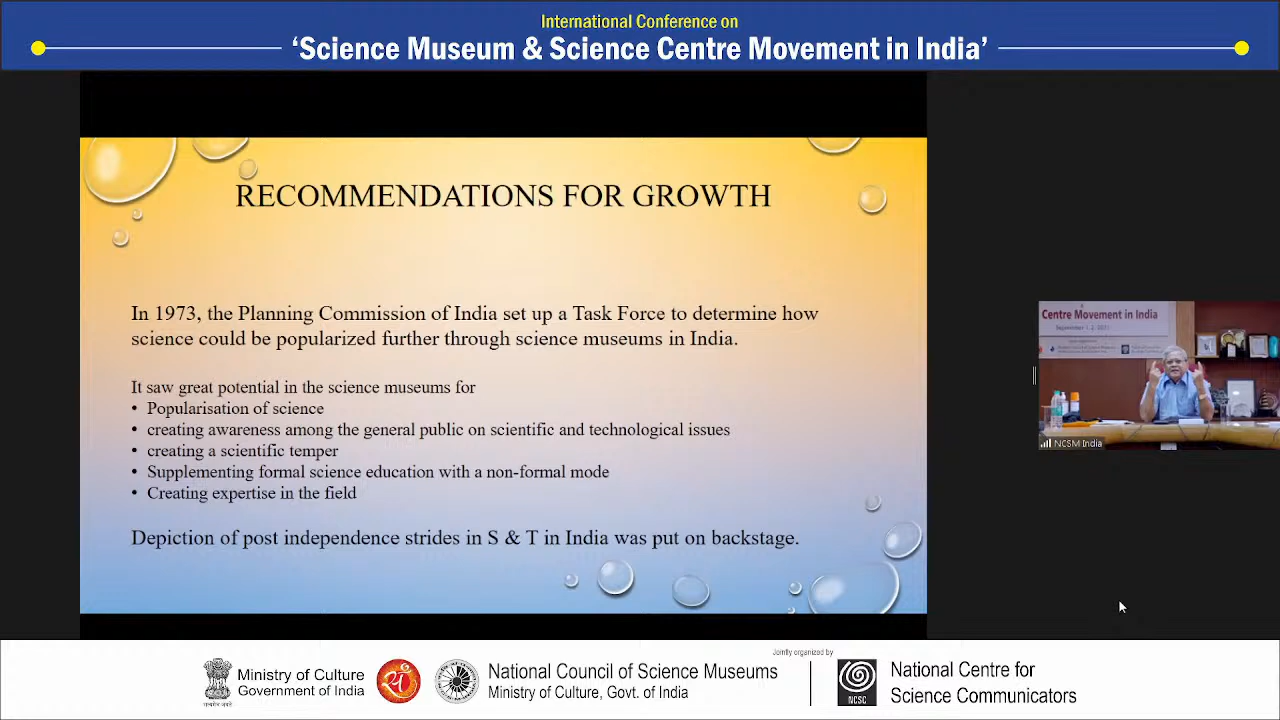 International Conference on
‘Science Museum & Science Centre Movement in India’
RECOMMENDATIONS FOR GROWTH
In 1973, the Planning Commission of India set up a Task Force to determine how
science could be popularized further through science museums in India.
It saw great potential in the science museums for
• Popularisation of science
• creating awareness among the general public on scientific and technological issues
• creating a scientific temper
• Supplementing formal science education with a non-formal mode
• Creating expertise in the field
Depiction of post independence strides in S & T in India was put on backstage.
Centre Movement in India
September 1-2, 2021
NCSM India
Jointly organized by
Ministry of Culture
Government of India
National Council of Science Museums
Ministry of Culture, Govt. of India
NCSC
National Centre for
Science Communicators